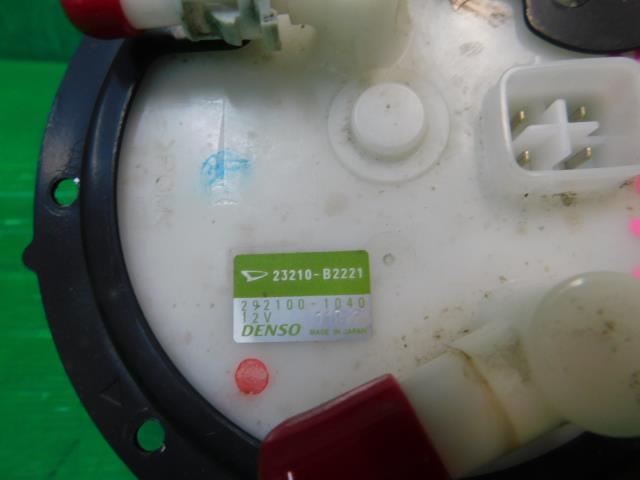 23210-B2221
292100-1040
12V
DENSO MADE IN JAPAN